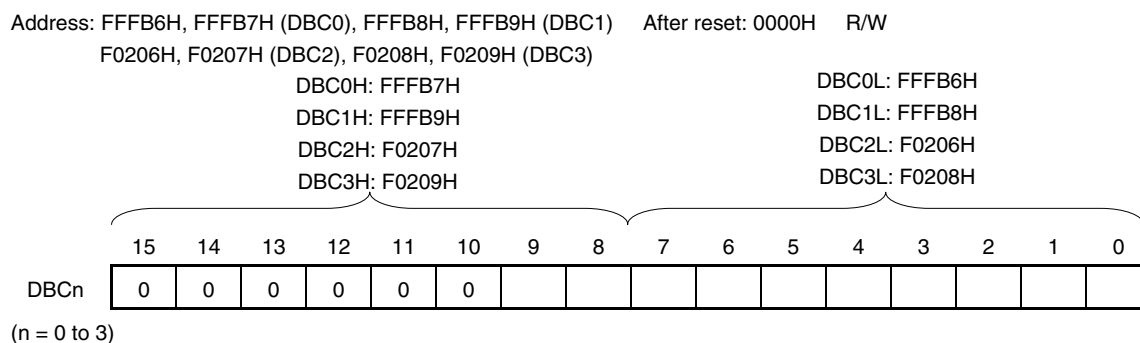 Address: FFFB6H, FFFB7H (DBC0), FFFB8H, FFFB9H (DBC1) After reset: 0000H R/W
F0206H, F0207H (DBC2), F0208H, F0209H (DBC3)
DBC0H: FFFB7H DBC0L: FFFB6H
DBC1H: FFFB9H DBC1L: FFFB8H
DBC2H: F0207H DBC2L: F0206H
DBC3H: F0209H DBC3L: F0208H
15 14 13 12 11 10 9 8 7 6 5 4 3 2 1 0
DBCn 0 0 0 0 0 0
(n = 0 to 3)